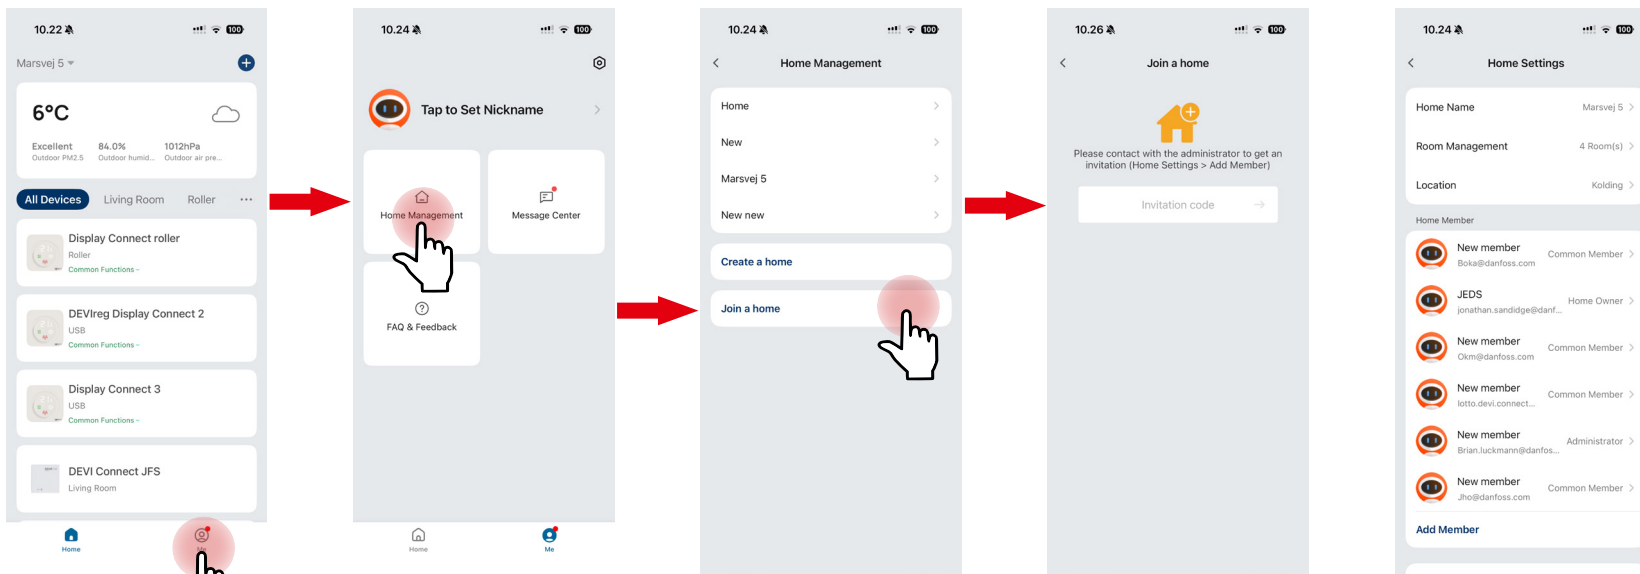 10.22
100
Marsvej 5
6°C
Excellent 84.0% 1012hPa
Outdoor PM2.5 Outdoor humid... Outdoor air pre...
All Devices Living Room Roller ...
Display Connect roller
Roller
Common Functions
DEVIreg Display Connect 2
USB
Common Functions
Display Connect 3
USB
Common Functions
DEVI Connect JFS
Living Room
Home Me
10.24
100
Tap to Set Nickname
Home Management Message Center
FAQ & Feedback
Home Me
10.24
100
Home Management
Home
New
Marsvej 5
New new
Create a home
Join a home
10.26
100
Join a home
Please contact with the administrator to get an
invitation (Home Settings > Add Member)
Invitation code
10.24
100
Home Settings
Home Name Marsvej 5
Room Management 4 Room(s)
Location Kolding
Home Member
New member
Boka@danfoss.com Common Member
JEDS
jonathan.sandidge@danf... Home Owner
New member
Okm@danfoss.com Common Member
New member
lotto.devi.connect... Common Member
New member
Brian.luckmann@danfos... Administrator
New member
Jho@danfoss.com Common Member
Add Member